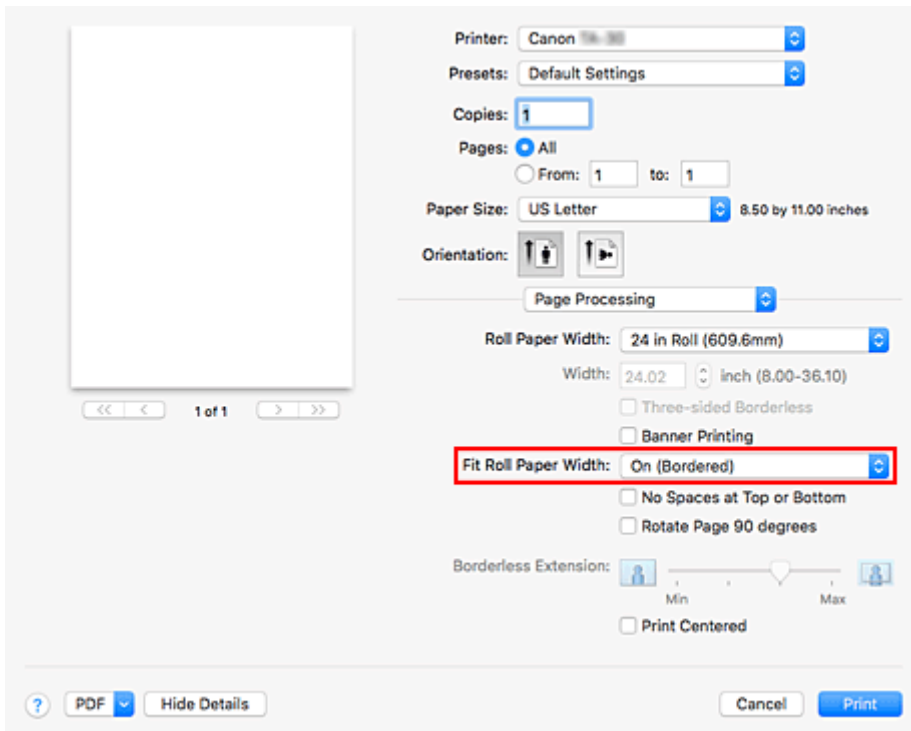 Printer: Canon
Presets: Default Settings
Copies: 1
Pages: All
From: 1 to: 1
Paper Size: US Letter 8.50 by 11.00 inches
Orientation:
Page Processing
Roll Paper Width: 24 in Roll (609.6mm)
Width: 24.02 inch (8.00-36.10)
Three-sided Borderless
1 of 1
Banner Printing
Fit Roll Paper Width: On (Bordered)
No Spaces at Top or Bottom
Rotate Page 90 degrees
Borderless Extension:
Min Max
Print Centered
? PDF Hide Details Cancel Print